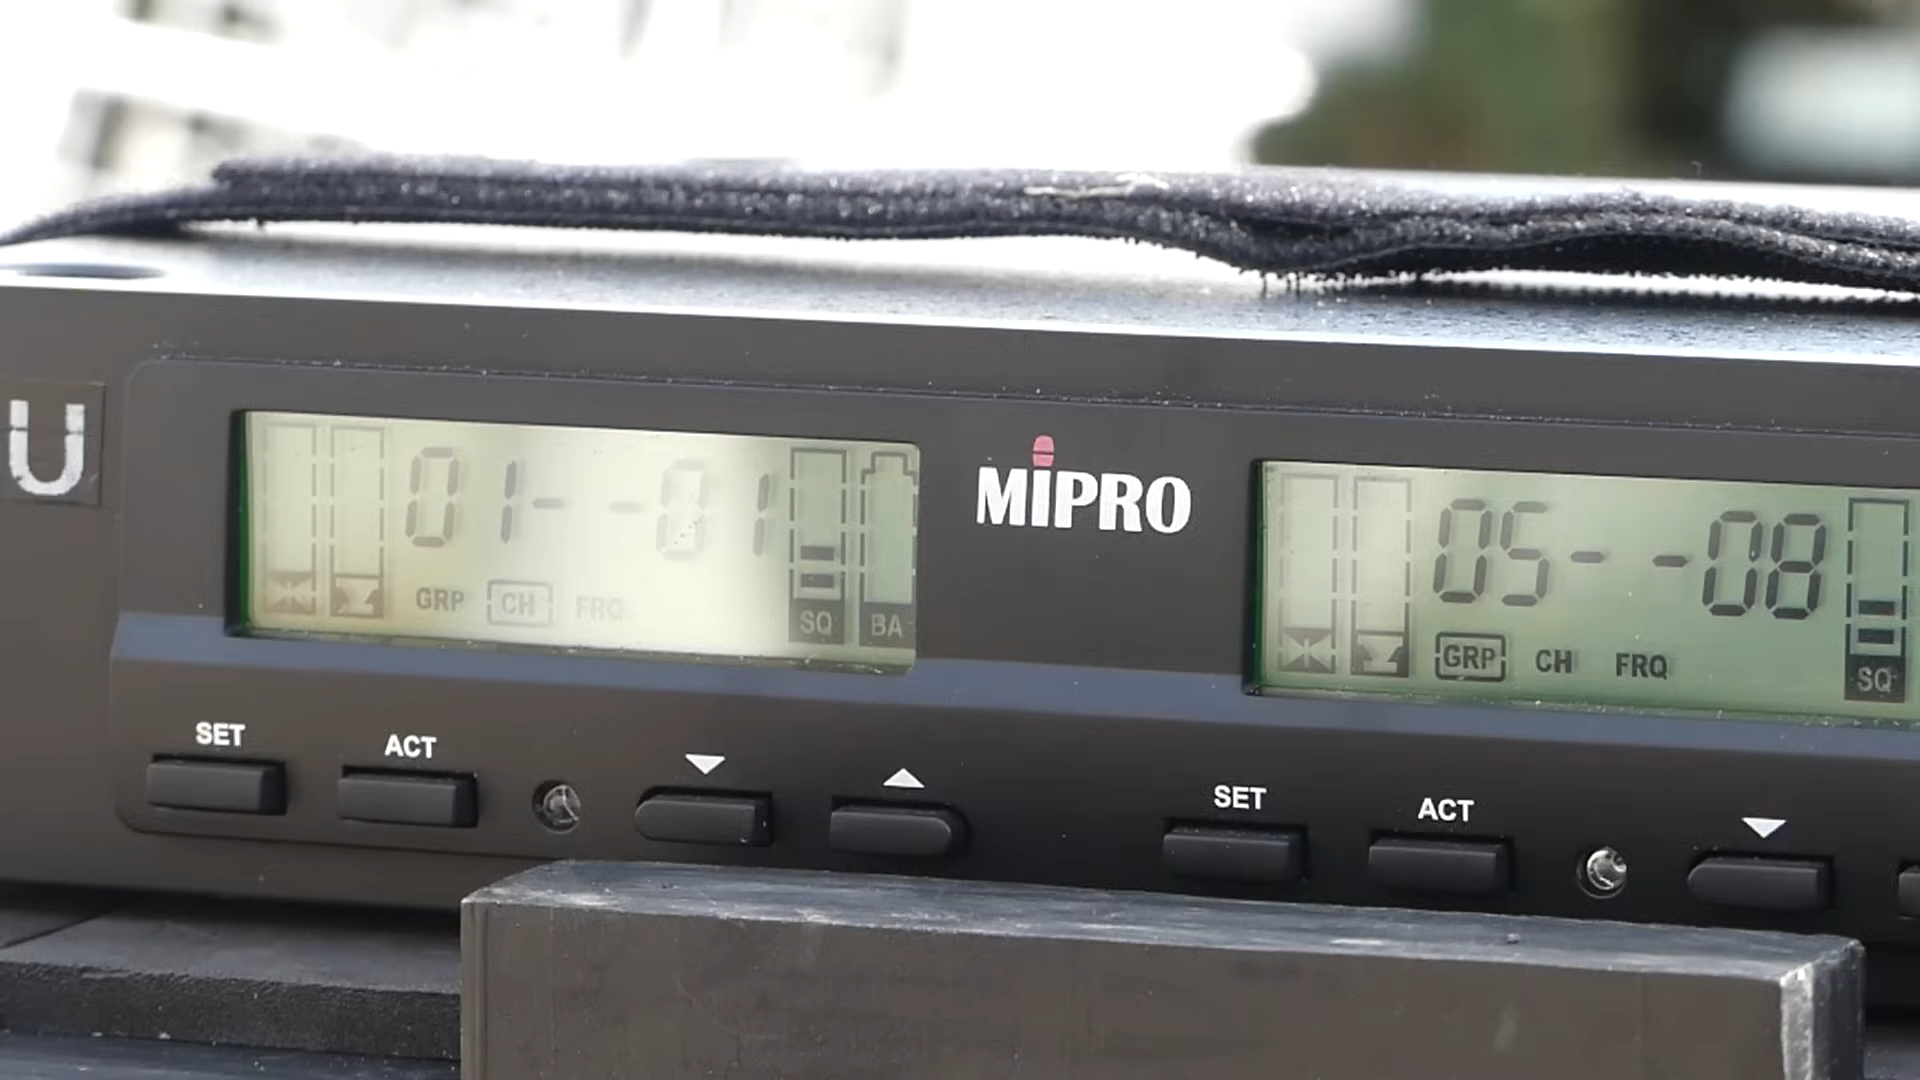 U
01- -01
GRP CH FRQ SQ BA
MIPRO
05- -08
GRP CH FRQ SQ
SET ACT
SET ACT